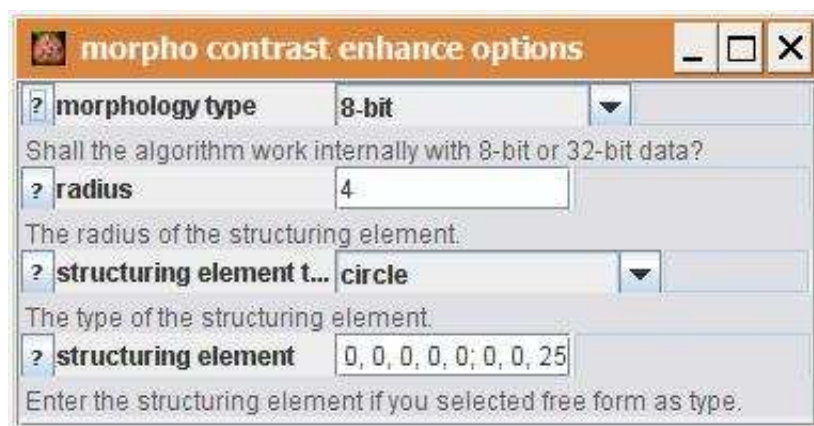 morpho contrast enhance options
? morphology type 8-bit
Shall the algorithm work internally with 8-bit or 32-bit data?
? radius 4
The radius of the structuring element.
? structuring element t... circle
The type of the structuring element.
? structuring element 0, 0, 0, 0, 0; 0, 0, 25
Enter the structuring element if you selected free form as type.